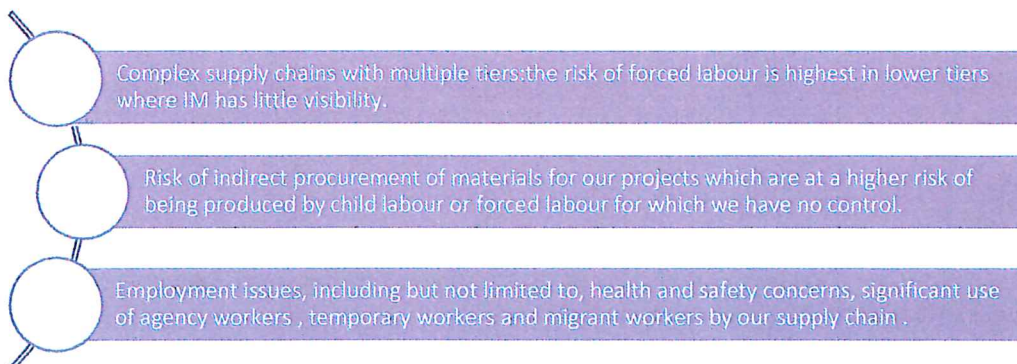 Complex supply chains with multiple tiers:the risk of forced labour is highest in lower tiers
where IM has little visibility.
Risk of indirect procurement of materials for our projects which are at a higher risk of
being produced by child labour or forced labour for which we have no control.
Employment issues, including but not limited to, health and safety concerns, significant use
of agency workers , temporary workers and migrant workers by our supply chain .